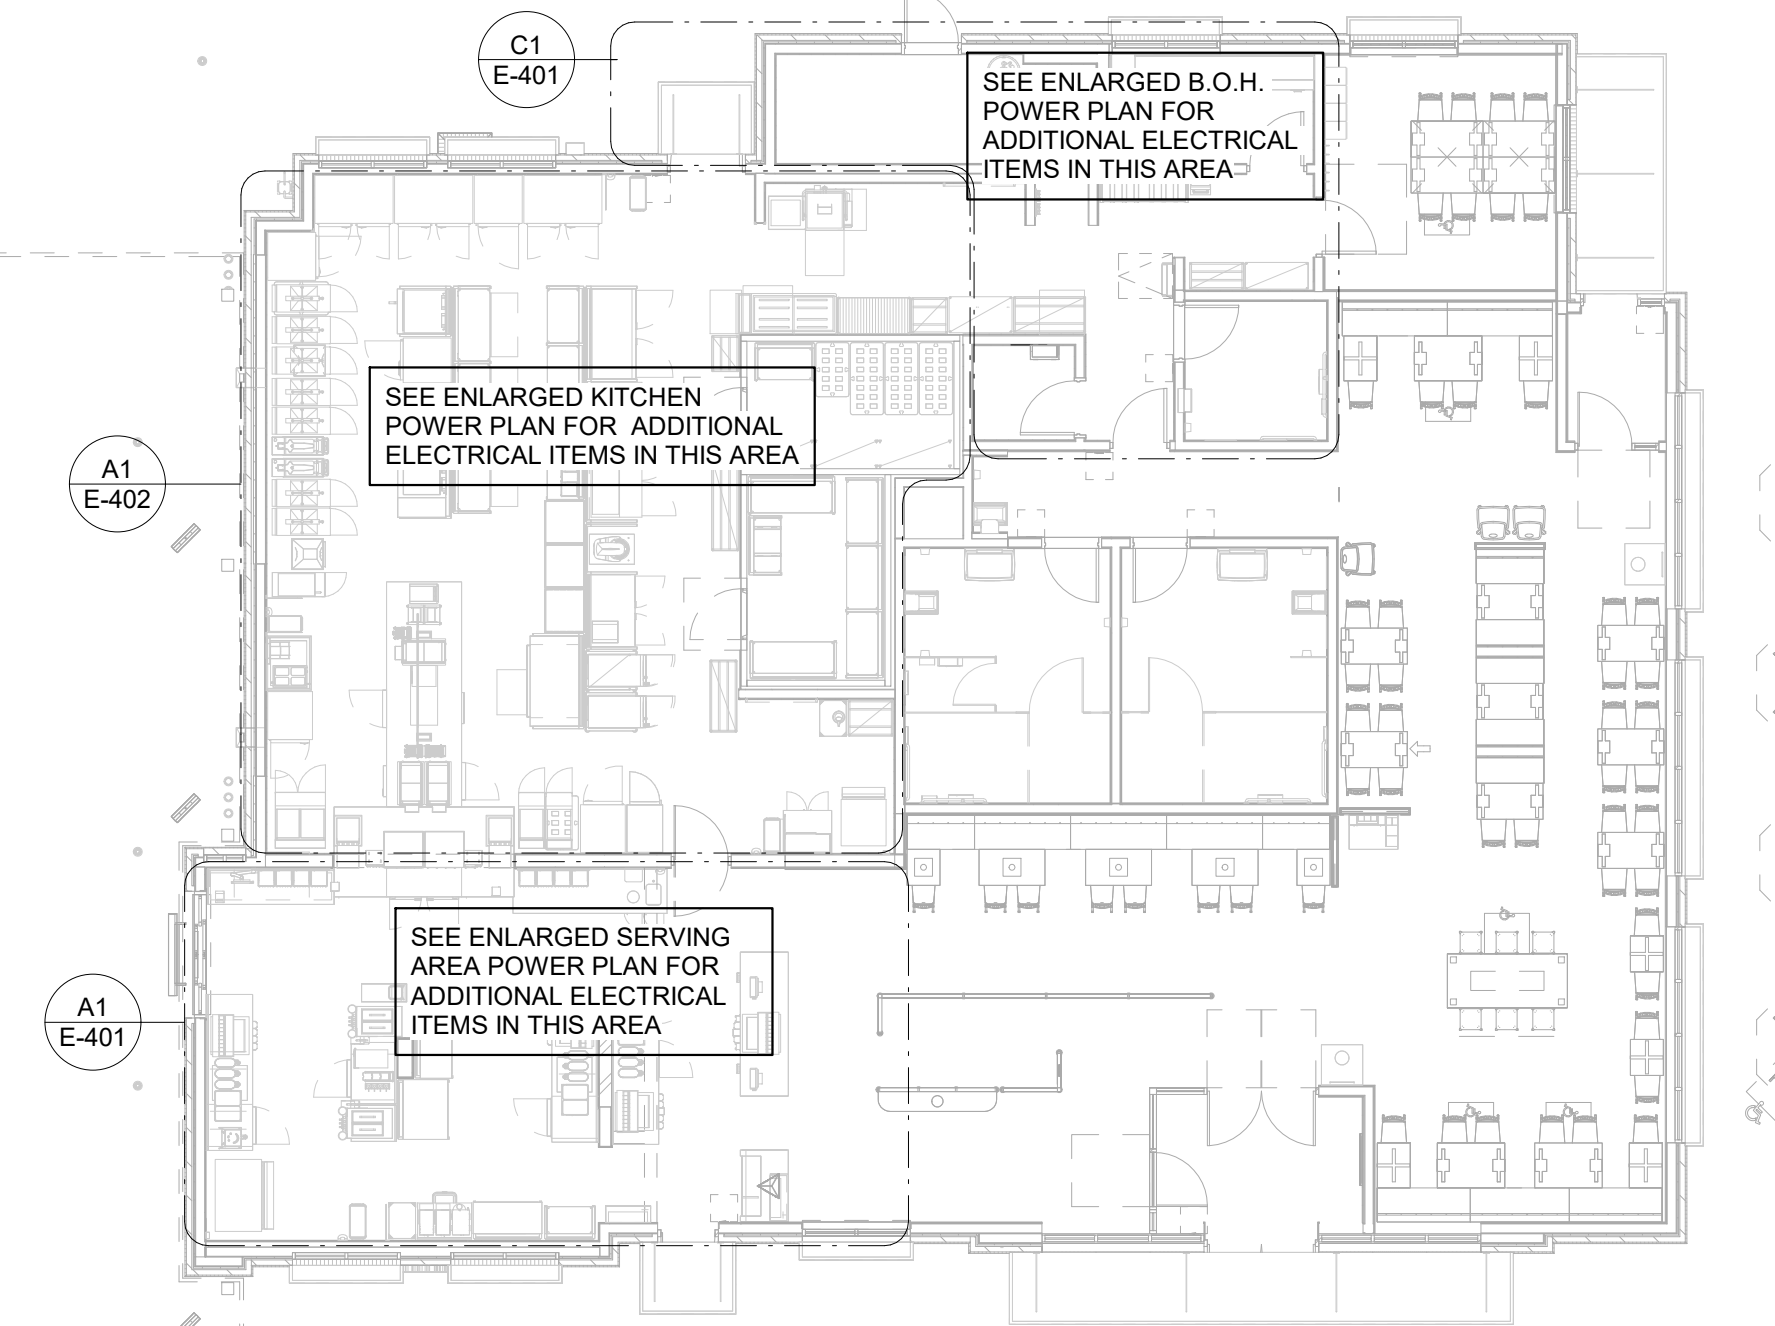 C1
E-401
SEE ENLARGED B.O.H.
POWER PLAN FOR
ADDITIONAL ELECTRICAL
ITEMS IN THIS AREA
SEE ENLARGED KITCHEN
POWER PLAN FOR  ADDITIONAL
ELECTRICAL ITEMS IN THIS AREA
A1
E-402
SEE ENLARGED SERVING
AREA POWER PLAN FOR
ADDITIONAL ELECTRICAL
ITEMS IN THIS AREA
A1
E-401